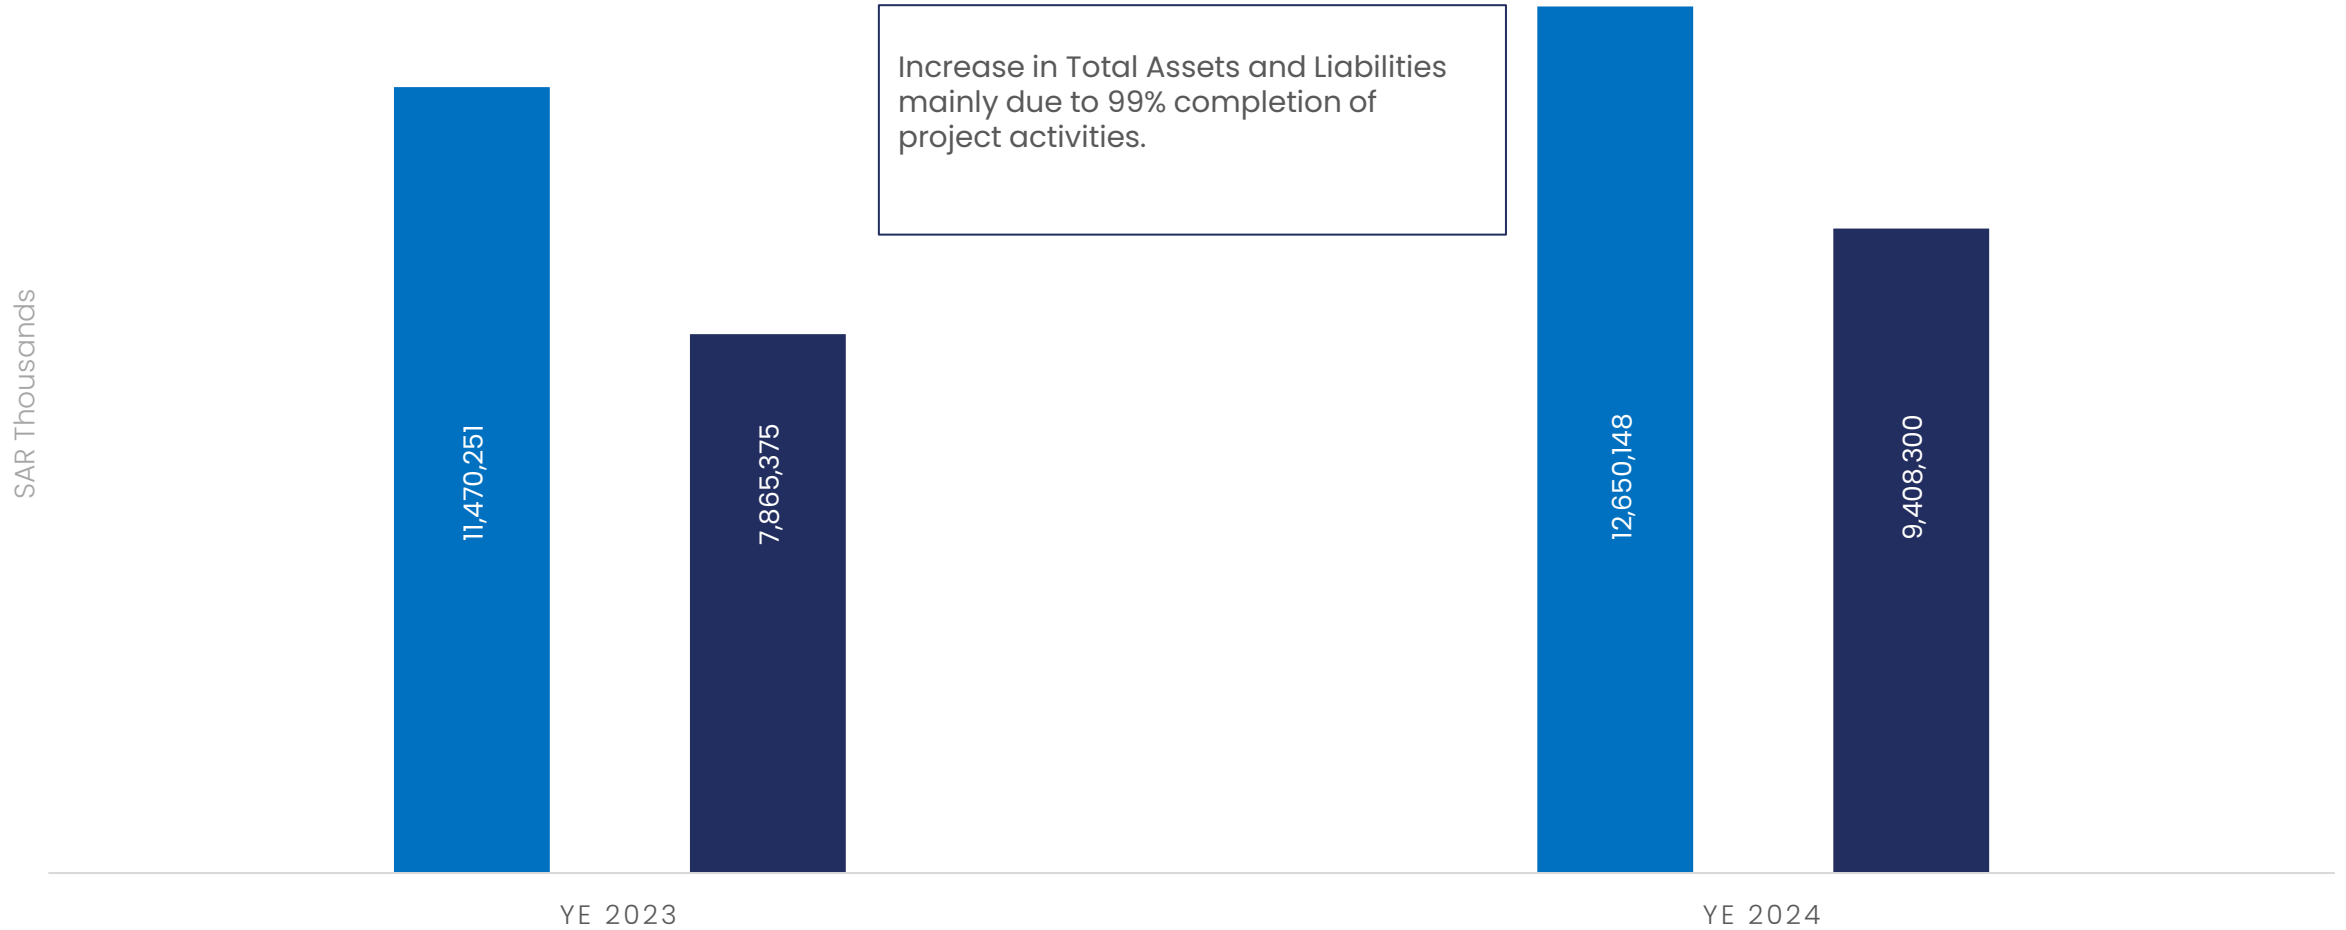 Increase in Total Assets and Liabilities
mainly due to 99% completion of
project activities.
SAR Thousands
11,470,251
7,865,375
12,650,148
9,408,300
YE 2023
YE 2024